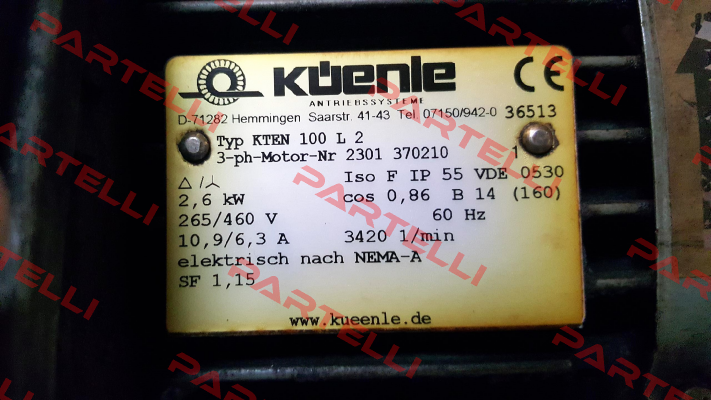 KÜenle CE
ANTRIEBSSYSTEME
D-71282 Hemmingen Saarstr. 41-43 Tel. 07150/942-0 36513
Typ KTEN 100 L 2
3-ph-Motor-Nr 2301 370210 1
Iso F IP 55 VDE 0530
△/⅄
2,6 kW cos 0,86 B 14 (160)
265/460 V 60 Hz
10,9/6,3 A 3420 1/min
elektrisch nach NEMA-A
SF 1,15
www.kueenle.de
PARTELLI
PARTELLI
PARTELLI
PARTELLI
PARTELLI
PARTELLI
PARTELLI